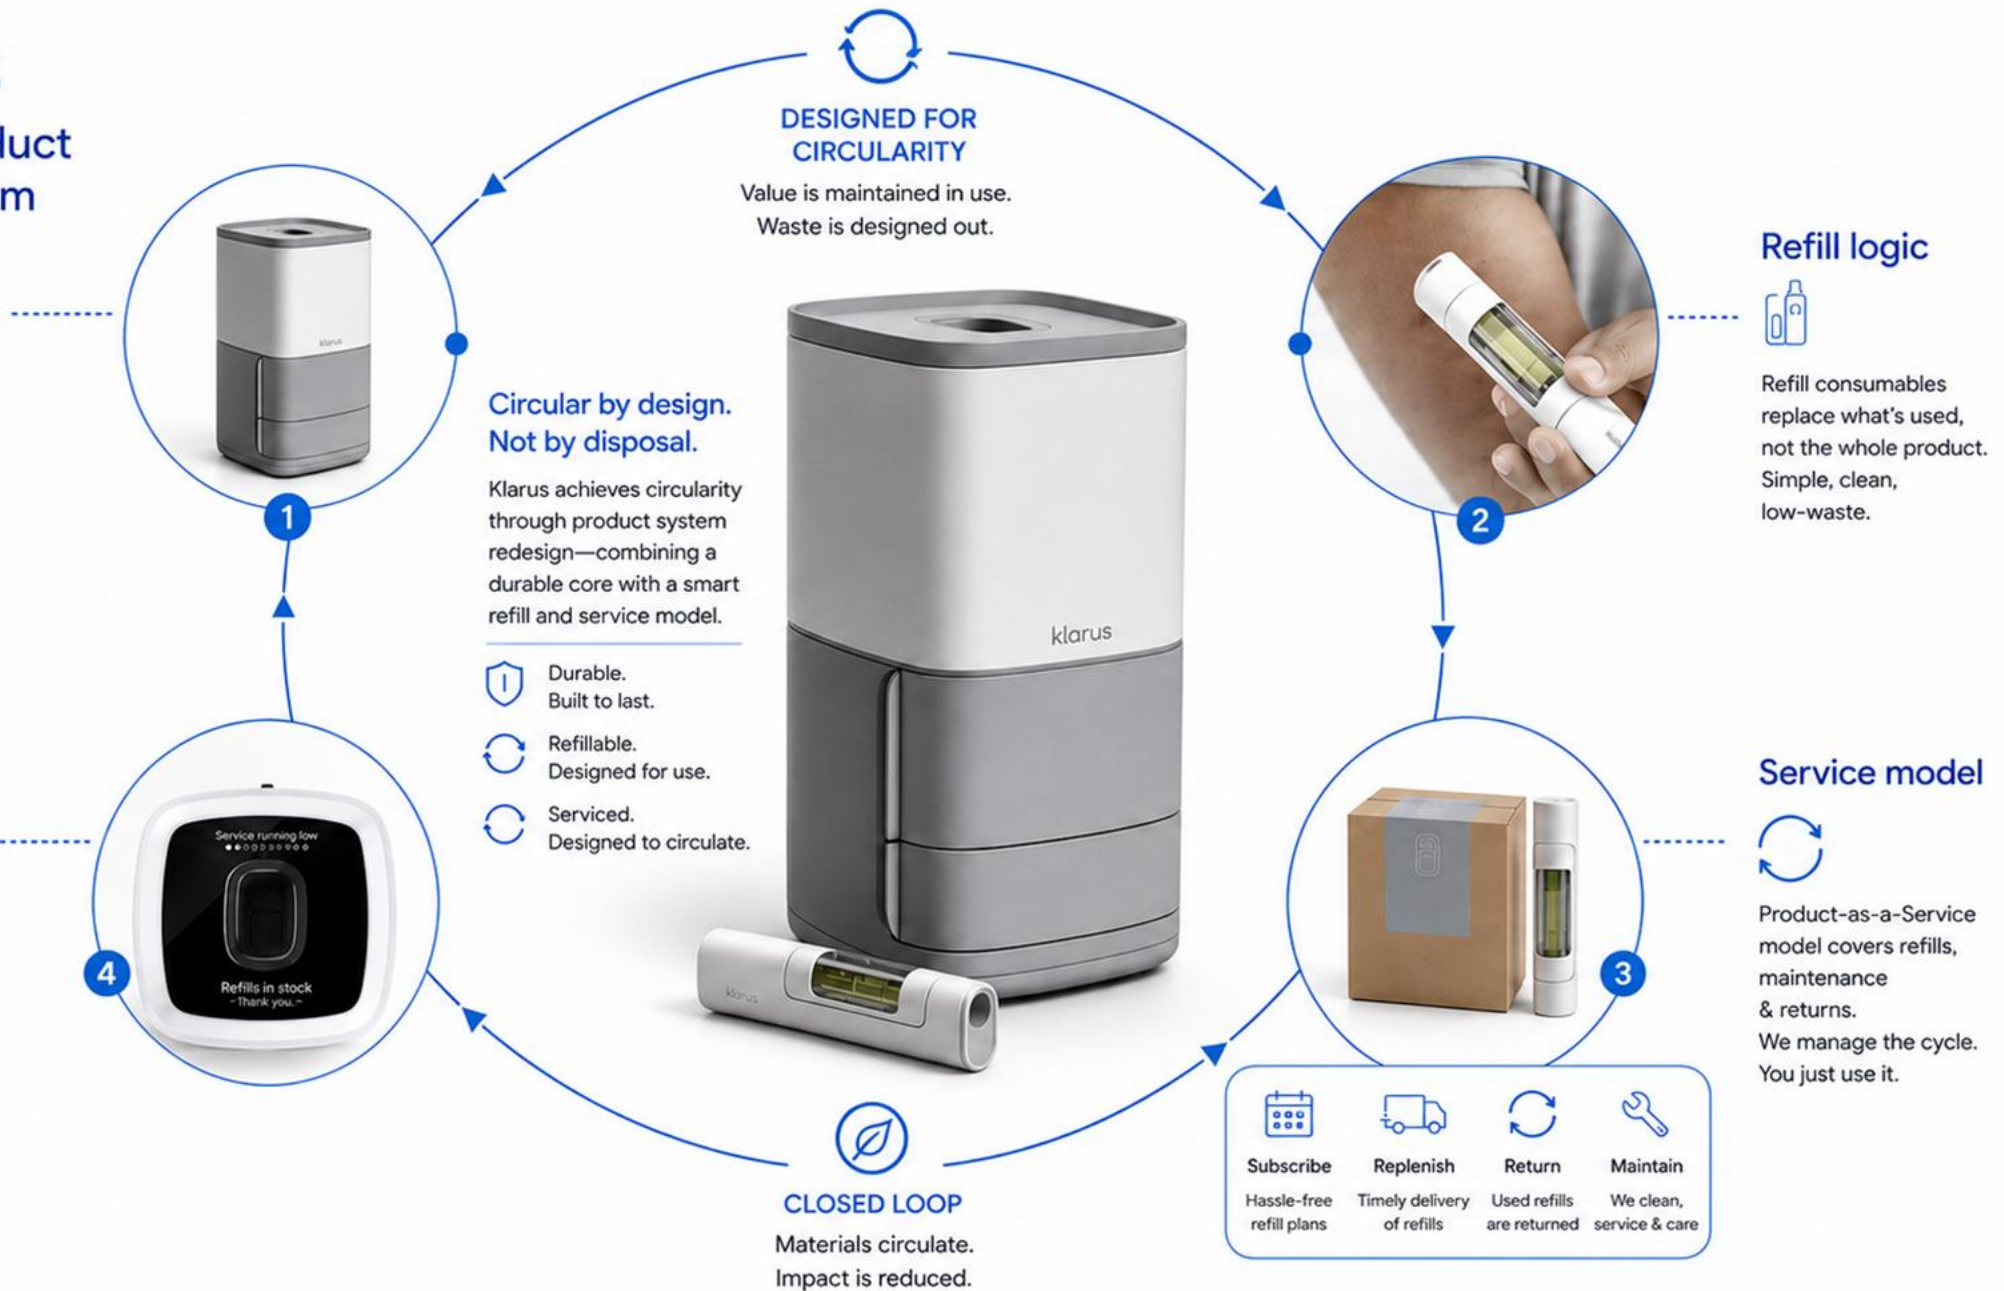 duct
m
klarus
1
DESIGNED FOR
CIRCULARITY
Value is maintained in use.
Waste is designed out.
2
Refill logic
Refill consumables
replace what's used,
not the whole product.
Simple, clean,
low-waste.
Circular by design.
Not by disposal.
Klarus achieves circularity
through product system
redesign—combining a
durable core with a smart
refill and service model.
Durable.
Built to last.
Refillable.
Designed for use.
Serviced.
Designed to circulate.
klarus
klarus
Service running low
Refills in stock
-Thank you.-
4
3
Service model
Product-as-a-Service
model covers refills,
maintenance
& returns.
We manage the cycle.
You just use it.
Subscribe
Hassle-free
refill plans
Replenish
Timely delivery
of refills
Return
Used refills
are returned
Maintain
We clean,
service & care
CLOSED LOOP
Materials circulate.
Impact is reduced.